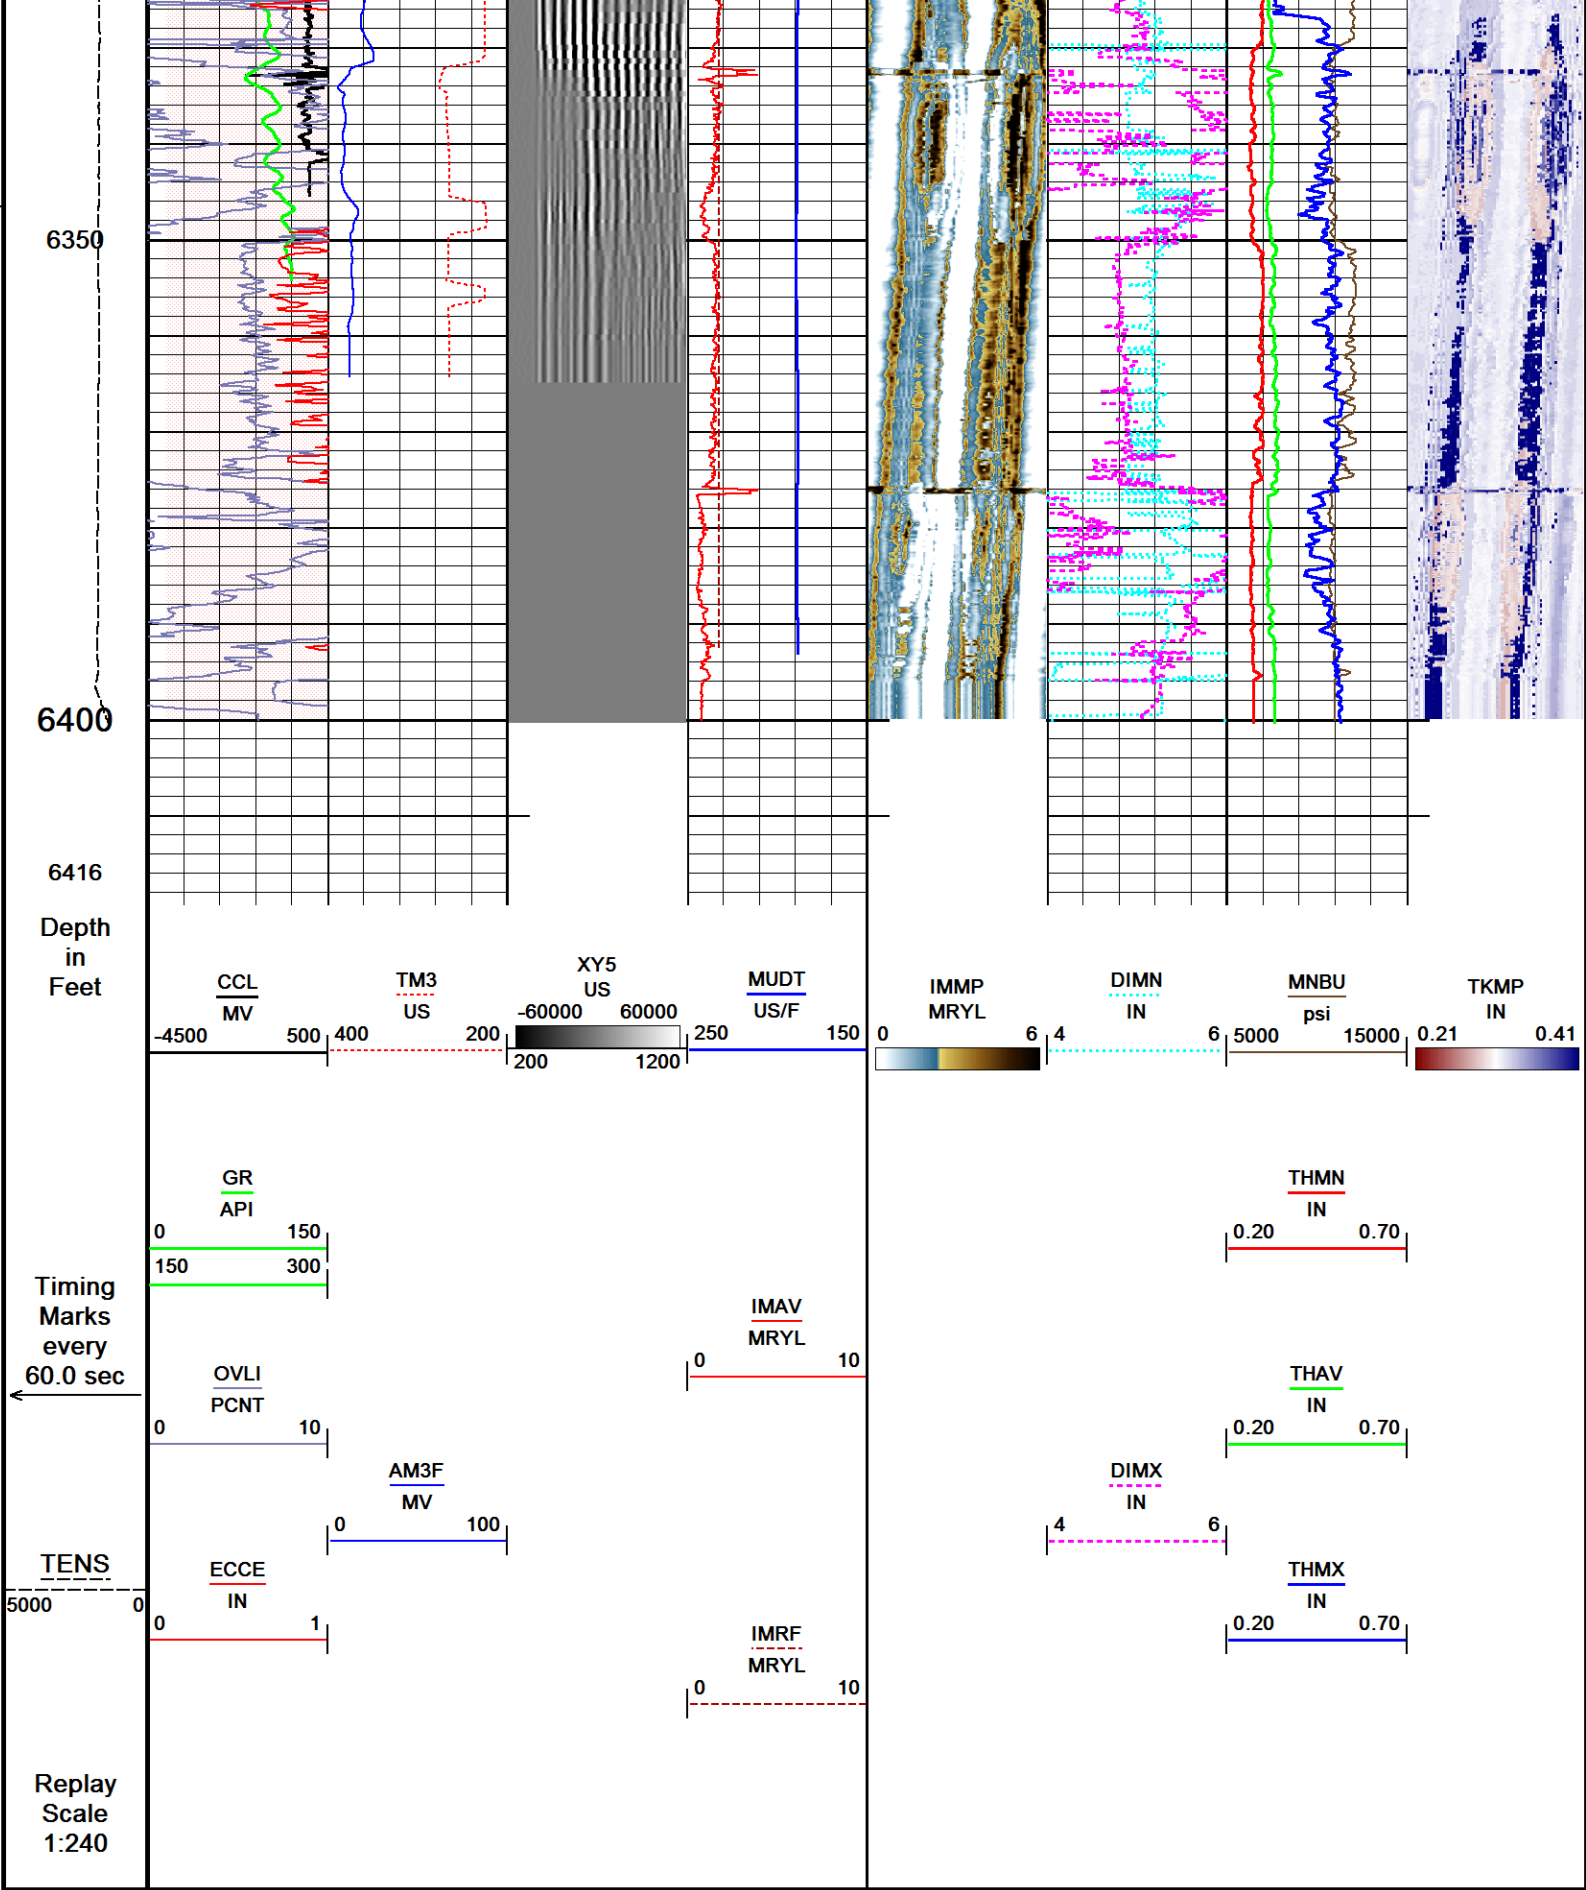 6350
6400
6416
Depth
in
Feet
CCL
MV
-4500 500
TM3
US
400 200
XY5
US
-60000 60000
200 1200
MUDT
US/F
250 150
IMMP
MRYL
0 6
DIMN
IN
4 6
MNBU
psi
5000 15000
TKMP
IN
0.21 0.41
GR
API
0 150
150 300
THMN
IN
0.20 0.70
Timing
Marks
every
60.0 sec
IMAV
MRYL
0 10
OVLI
PCNT
0 10
THAV
IN
0.20 0.70
AM3F
MV
0 100
DIMX
IN
4 6
TENS
5000 0
ECCE
IN
0 1
THMX
IN
0.20 0.70
IMRF
MRYL
0 10
Replay
Scale
1:240